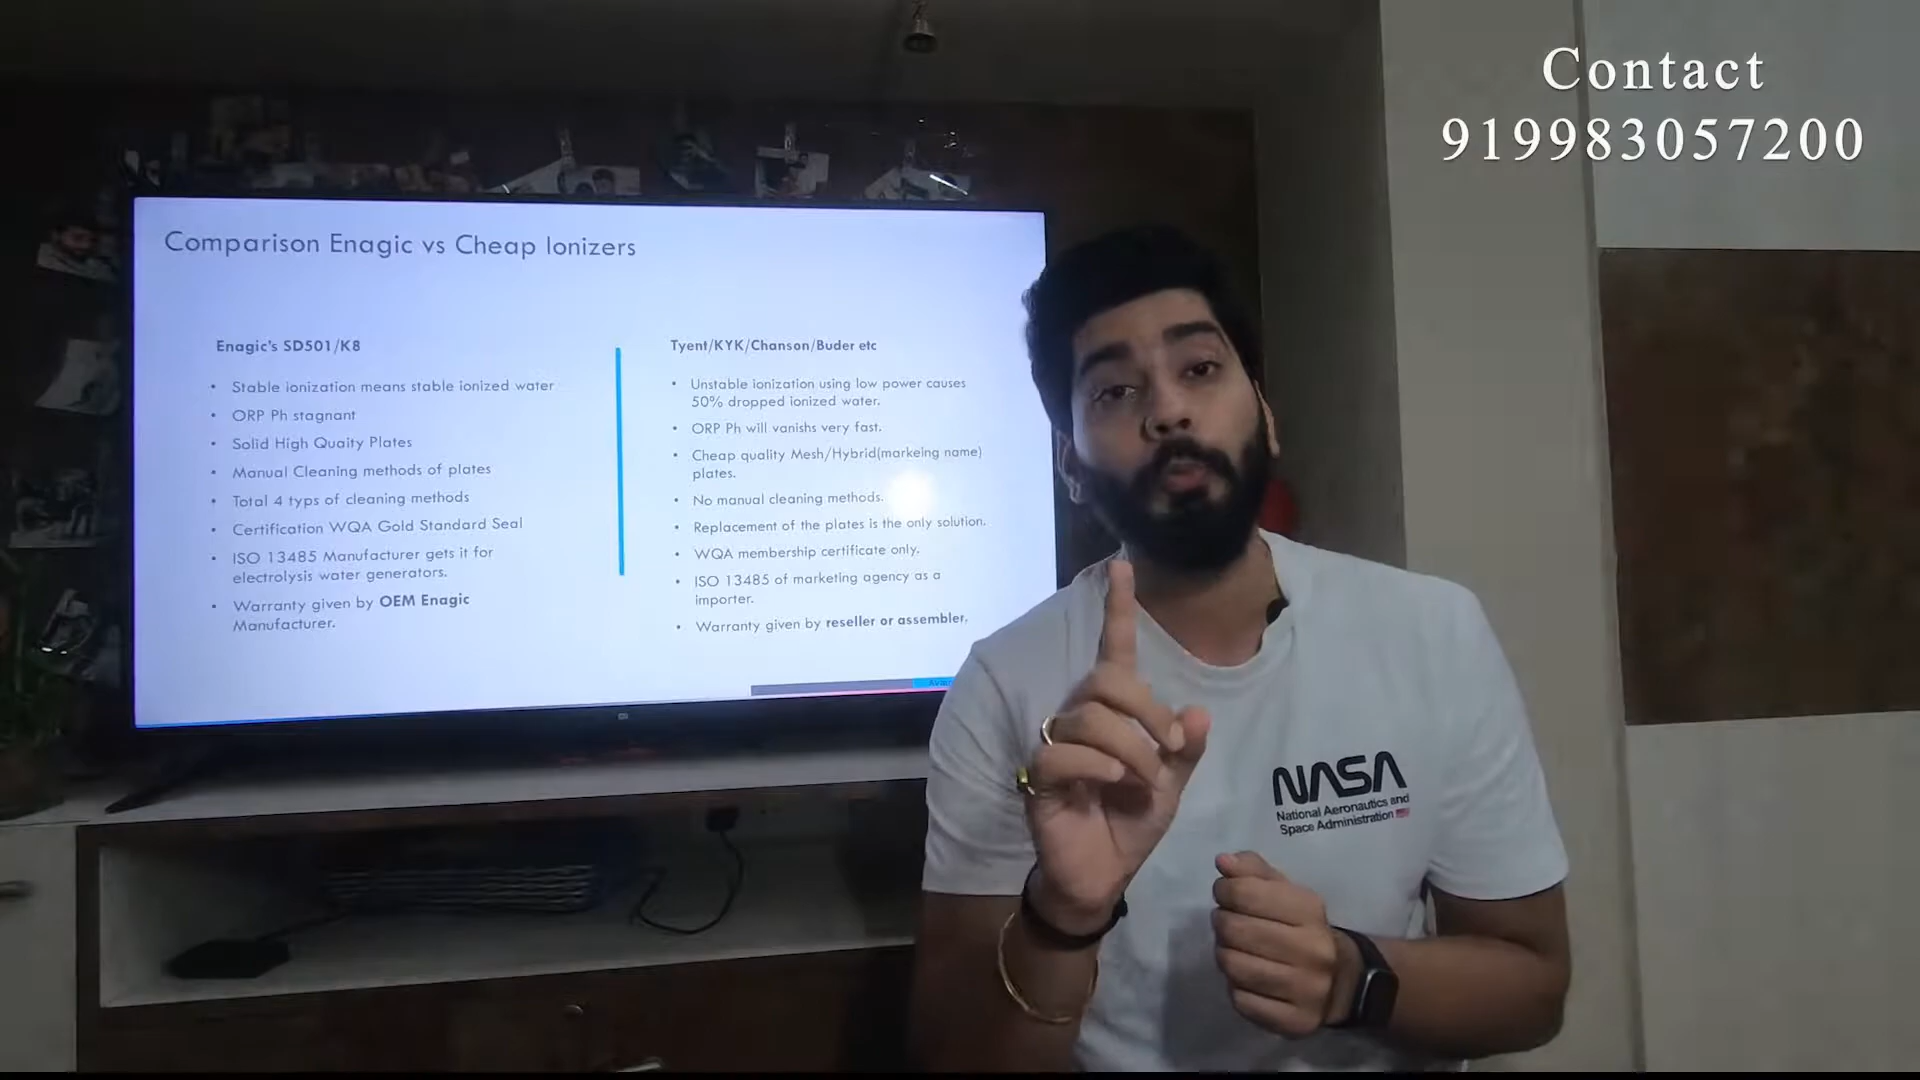 Contact
919983057200
Comparison Enagic vs Cheap Ionizers
Enagic's SD501/K8
• Stable ionization means stable ionized water
• ORP Ph stagnant
• Solid High Quaity Plates
• Manual Cleaning methods of plates
• Total 4 typs of cleaning methods
• Certification WQA Gold Standard Seal
• ISO 13485 Manufacturer gets it for
electrolysis water generators.
• Warranty given by OEM Enagic
Manufacturer.
Tyent/KYK/Chanson/Buder etc
• Unstable ionization using low power causes
50% dropped ionized water.
• ORP Ph will vanishs very fast.
• Cheap quality Mesh/Hybrid(markeing name)
plates.
• No manual cleaning methods.
• Replacement of the plates is the only solution.
• WQA membership certificate only.
• ISO 13485 of marketing agency as a
importer.
• Warranty given by reseller or assembler.
NASA
National Aeronautics and
Space Administration